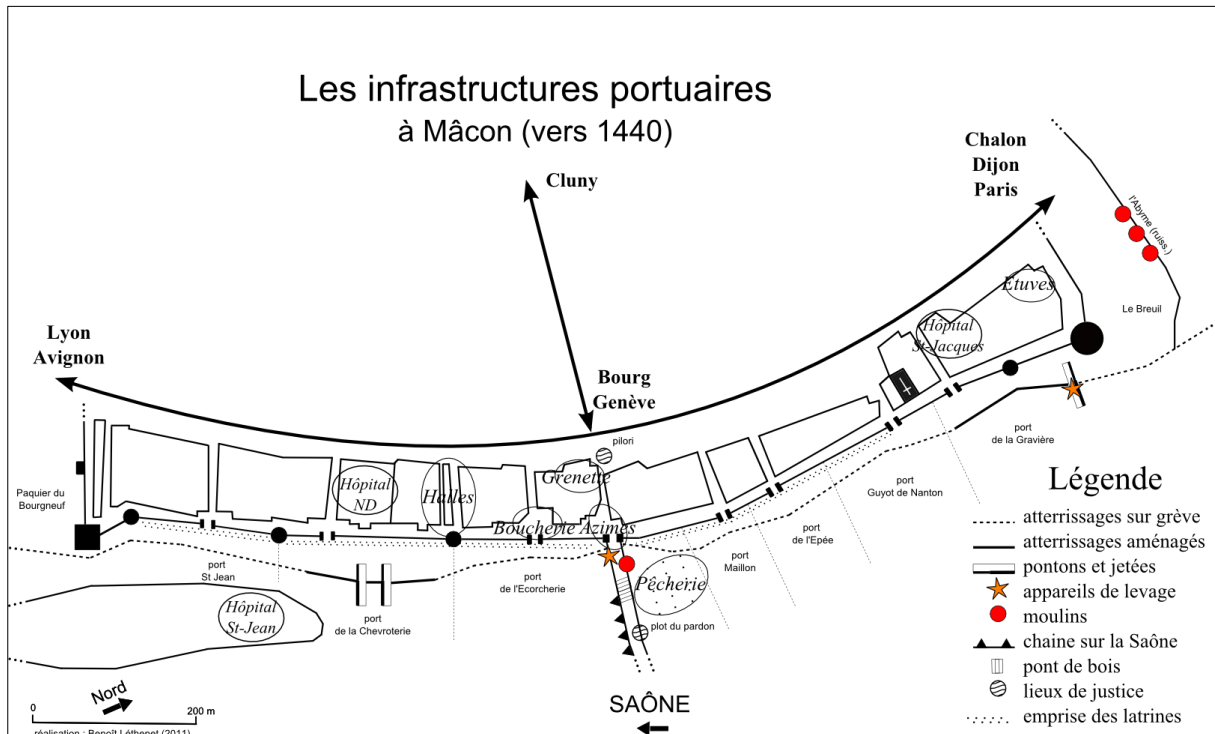 Les infrastructures portuaires
à Mâcon (vers 1440)
Cluny
Chalon
Dijon
Paris
l'Abyme (ruiss.)
Le Breuil
Etuves
Hôpital
St-Jacques
Lyon
Avignon
Bourg
Genève
pilori
Grenette
Hôpital
ND
Halles
Boucherie
Azimes
Paquier du
Bourgneuf
port
de la Gravière
port
Guyot de Nanton
port
de l'Epée
port
Maillon
port
de l'Ecorcherie
port
St Jean
port
de la Chevroterie
Pêcherie
plot du pardon
Hôpital
St-Jean
Nord
0 200 m
réalisation : Benoît Léthenet (2011)
SAÔNE
Légende
atterrissages sur grève
atterrissages aménagés
pontons et jetées
appareils de levage
moulins
chaine sur la Saône
pont de bois
lieux de justice
emprise des latrines